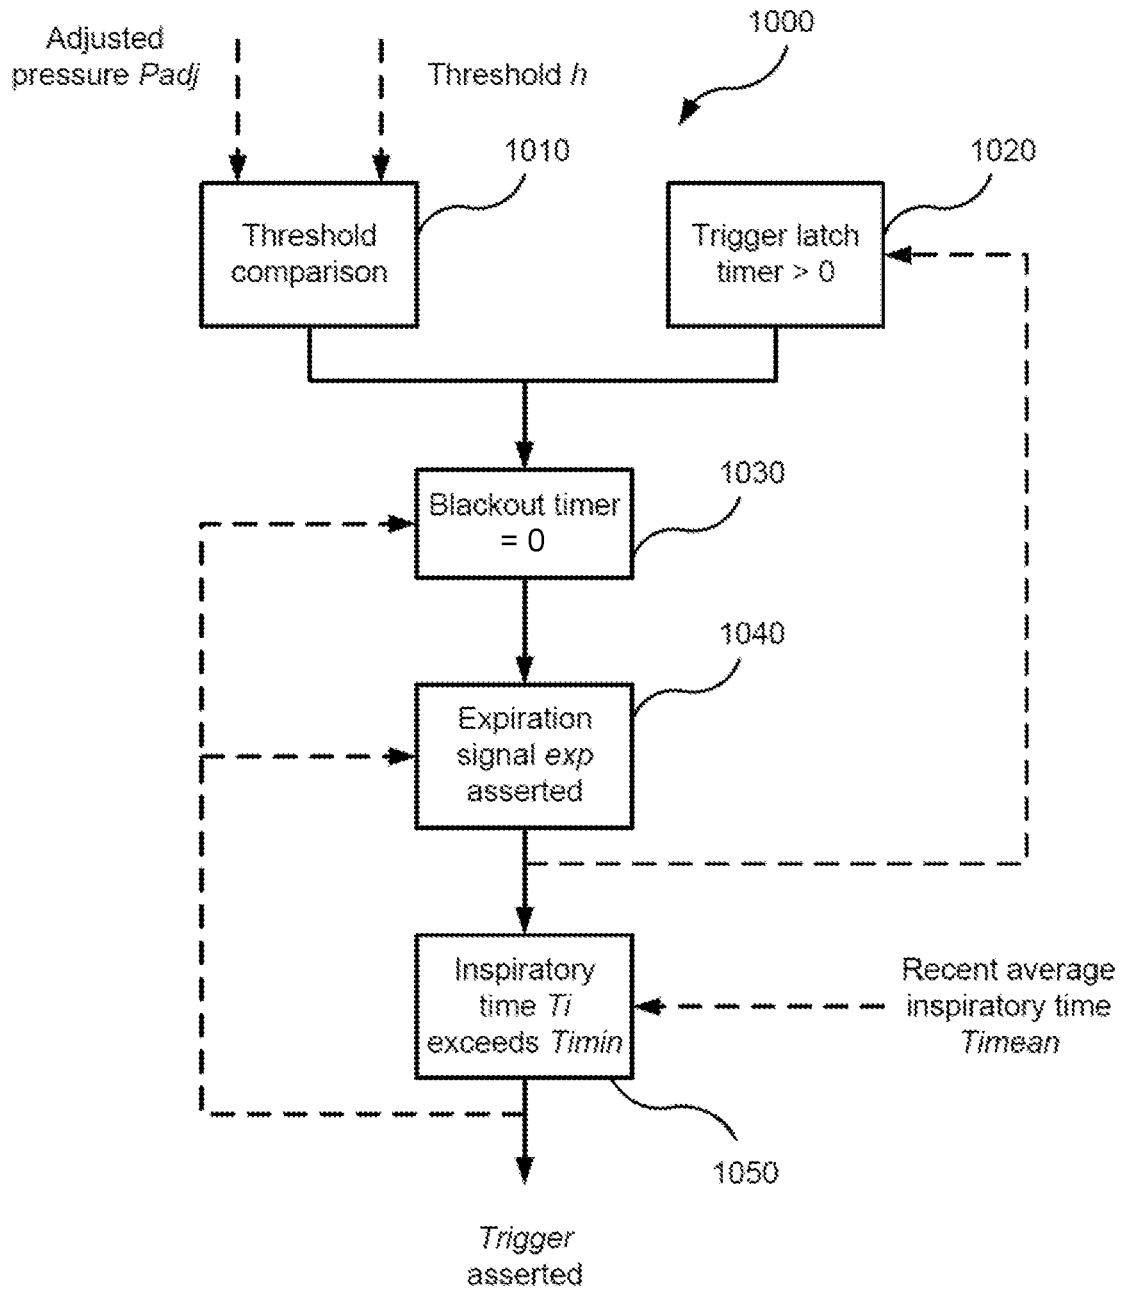 1000
Adjusted
pressure Padj
Threshold h
1010
1020
Threshold
comparison
Trigger latch
timer > 0
1030
Blackout timer
= 0
1040
Expiration
signal exp
asserted
Inspiratory
time Ti
exceeds Timin
Recent average
inspiratory time
Timean
1050
Trigger
asserted